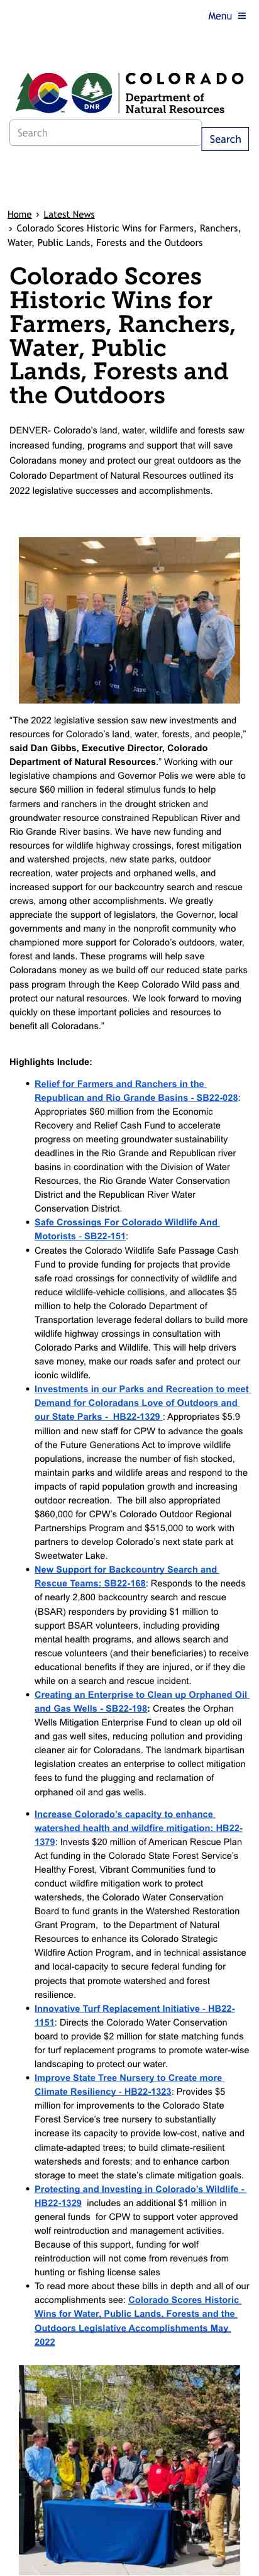 Menu
COLORADO
Department of
Natural Resources
CO
DNR
Search
Search
Home › Latest News
› Colorado Scores Historic Wins for Farmers, Ranchers,
Water, Public Lands, Forests and the Outdoors
Colorado Scores
Historic Wins for
Farmers, Ranchers,
Water, Public
Lands, Forests and
the Outdoors
DENVER- Colorado's land, water, wildlife and forests saw
increased funding, programs and support that will save
Coloradans money and protect our great outdoors as the
Colorado Department of Natural Resources outlined its
2022 legislative successes and accomplishments.
“The 2022 legislative session saw new investments and
resources for Colorado's land, water, forests, and people,”
said Dan Gibbs, Executive Director, Colorado
Department of Natural Resources.” Working with our
legislative champions and Governor Polis we were able to
secure $60 million in federal stimulus funds to help
farmers and ranchers in the drought stricken and
groundwater resource constrained Republican River and
Rio Grande River basins. We have new funding and
resources for wildlife highway crossings, forest mitigation
and watershed projects, new state parks, outdoor
recreation, water projects and orphaned wells, and
increased support for our backcountry search and rescue
crews, among other accomplishments. We greatly
appreciate the support of legislators, the Governor, local
governments and many in the nonprofit community who
championed more support for Colorado's outdoors, water,
forest and lands. These programs will help save
Coloradans money as we build off our reduced state parks
pass program through the Keep Colorado Wild pass and
protect our natural resources. We look forward to moving
quickly on these important policies and resources to
benefit all Coloradans.”
Highlights Include:
• Relief for Farmers and Ranchers in the
Republican and Rio Grande Basins - SB22-028:
Appropriates $60 million from the Economic
Recovery and Relief Cash Fund to accelerate
progress on meeting groundwater sustainability
deadlines in the Rio Grande and Republican river
basins in coordination with the Division of Water
Resources, the Rio Grande Water Conservation
District and the Republican River Water
Conservation District.
• Safe Crossings For Colorado Wildlife And
Motorists - SB22-151:
• Creates the Colorado Wildlife Safe Passage Cash
Fund to provide funding for projects that provide
safe road crossings for connectivity of wildlife and
reduce wildlife-vehicle collisions, and allocates $5
million to help the Colorado Department of
Transportation leverage federal dollars to build more
wildlife highway crossings in consultation with
Colorado Parks and Wildlife. This will help drivers
save money, make our roads safer and protect our
iconic wildlife.
• Investments in our Parks and Recreation to meet
Demand for Coloradans Love of Outdoors and
our State Parks - HB22-1329 : Appropriates $5.9
million and new staff for CPW to advance the goals
of the Future Generations Act to improve wildlife
populations, increase the number of fish stocked,
maintain parks and wildlife areas and respond to the
impacts of rapid population growth and increasing
outdoor recreation. The bill also appropriated
$860,000 for CPW's Colorado Outdoor Regional
Partnerships Program and $515,000 to work with
partners to develop Colorado's next state park at
Sweetwater Lake.
• New Support for Backcountry Search and
Rescue Teams: SB22-168: Responds to the needs
of nearly 2,800 backcountry search and rescue
(BSAR) responders by providing $1 million to
support BSAR volunteers, including providing
mental health programs, and allows search and
rescue volunteers (and their beneficiaries) to receive
educational benefits if they are injured, or if they die
while on a search and rescue incident.
• Creating an Enterprise to Clean up Orphaned Oil
and Gas Wells - SB22-198: Creates the Orphan
Wells Mitigation Enterprise Fund to clean up old oil
and gas well sites, reducing pollution and providing
cleaner air for Coloradans. The landmark bipartisan
legislation creates an enterprise to collect mitigation
fees to fund the plugging and reclamation of
orphaned oil and gas wells.
• Increase Colorado's capacity to enhance
watershed health and wildfire mitigation: HB22-
1379: Invests $20 million of American Rescue Plan
Act funding in the Colorado State Forest Service's
Healthy Forest, Vibrant Communities fund to
conduct wildfire mitigation work to protect
watersheds, the Colorado Water Conservation
Board to fund grants in the Watershed Restoration
Grant Program, to the Department of Natural
Resources to enhance its Colorado Strategic
Wildfire Action Program, and in technical assistance
and local-capacity to secure federal funding for
projects that promote watershed and forest
resilience.
• Innovative Turf Replacement Initiative - HB22-
1151: Directs the Colorado Water Conservation
board to provide $2 million for state matching funds
for turf replacement programs to promote water-wise
landscaping to protect our water.
• Improve State Tree Nursery to Create more
Climate Resiliency - HB22-1323: Provides $5
million for improvements to the Colorado State
Forest Service's tree nursery to substantially
increase its capacity to provide low-cost, native and
climate-adapted trees; to build climate-resilient
watersheds and forests; and to enhance carbon
storage to meet the state's climate mitigation goals.
• Protecting and Investing in Colorado's Wildlife -
HB22-1329 includes an additional $1 million in
general funds for CPW to support voter approved
wolf reintroduction and management activities.
Because of this support, funding for wolf
reintroduction will not come from revenues from
hunting or fishing license sales
• To read more about these bills in depth and all of our
accomplishments see: Colorado Scores Historic
Wins for Water, Public Lands, Forests and the
Outdoors Legislative Accomplishments May
2022